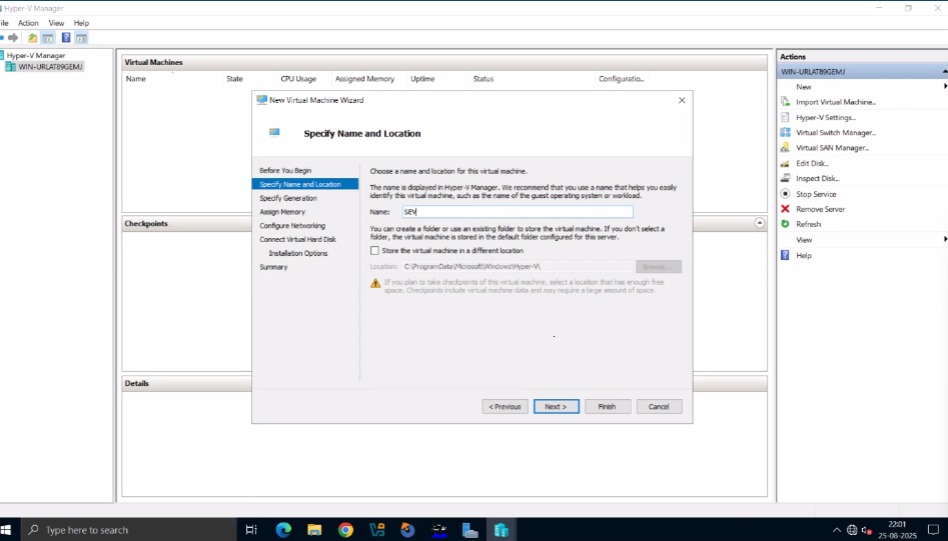 Hyper-V Manager
File Action View Help
Hyper-V Manager
WIN-URLAT89GEMJ
Virtual Machines
Name State CPU Usage Assigned Memory Uptime Status Configuratio...
Checkpoints
Details
New Virtual Machine Wizard
Specify Name and Location
Before You Begin
Specify Name and Location
Specify Generation
Assign Memory
Configure Networking
Connect Virtual Hard Disk
Installation Options
Summary
Choose a name and location for this virtual machine.
The name is displayed in Hyper-V Manager. We recommend that you use a name that helps you easily
identify this virtual machine, such as the name of the guest operating system or workload.
Name: SEV
You can create a folder or use an existing folder to store the virtual machine. If you don't select a
folder, the virtual machine is stored in the default folder configured for this server.
Store the virtual machine in a different location
Location: C:\ProgramData\Microsoft\Windows\Hyper-V\ Browse...
If you plan to take checkpoints of this virtual machine, select a location that has enough free
space. Checkpoints include virtual machine data and may require a large amount of space.
< Previous Next > Finish Cancel
Actions
WIN-URLAT89GEMJ
New
Import Virtual Machine...
Hyper-V Settings...
Virtual Switch Manager...
Virtual SAN Manager...
Edit Disk...
Inspect Disk...
Stop Service
Remove Server
Refresh
View
Help
Type here to search
22:01
25-08-2025